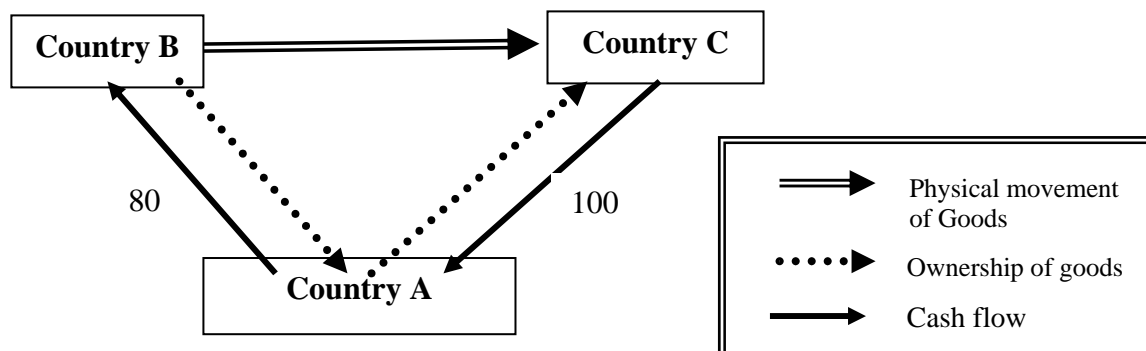 Country B
Country C
80
100
Country A
Physical movement
of Goods
Ownership of goods
Cash flow